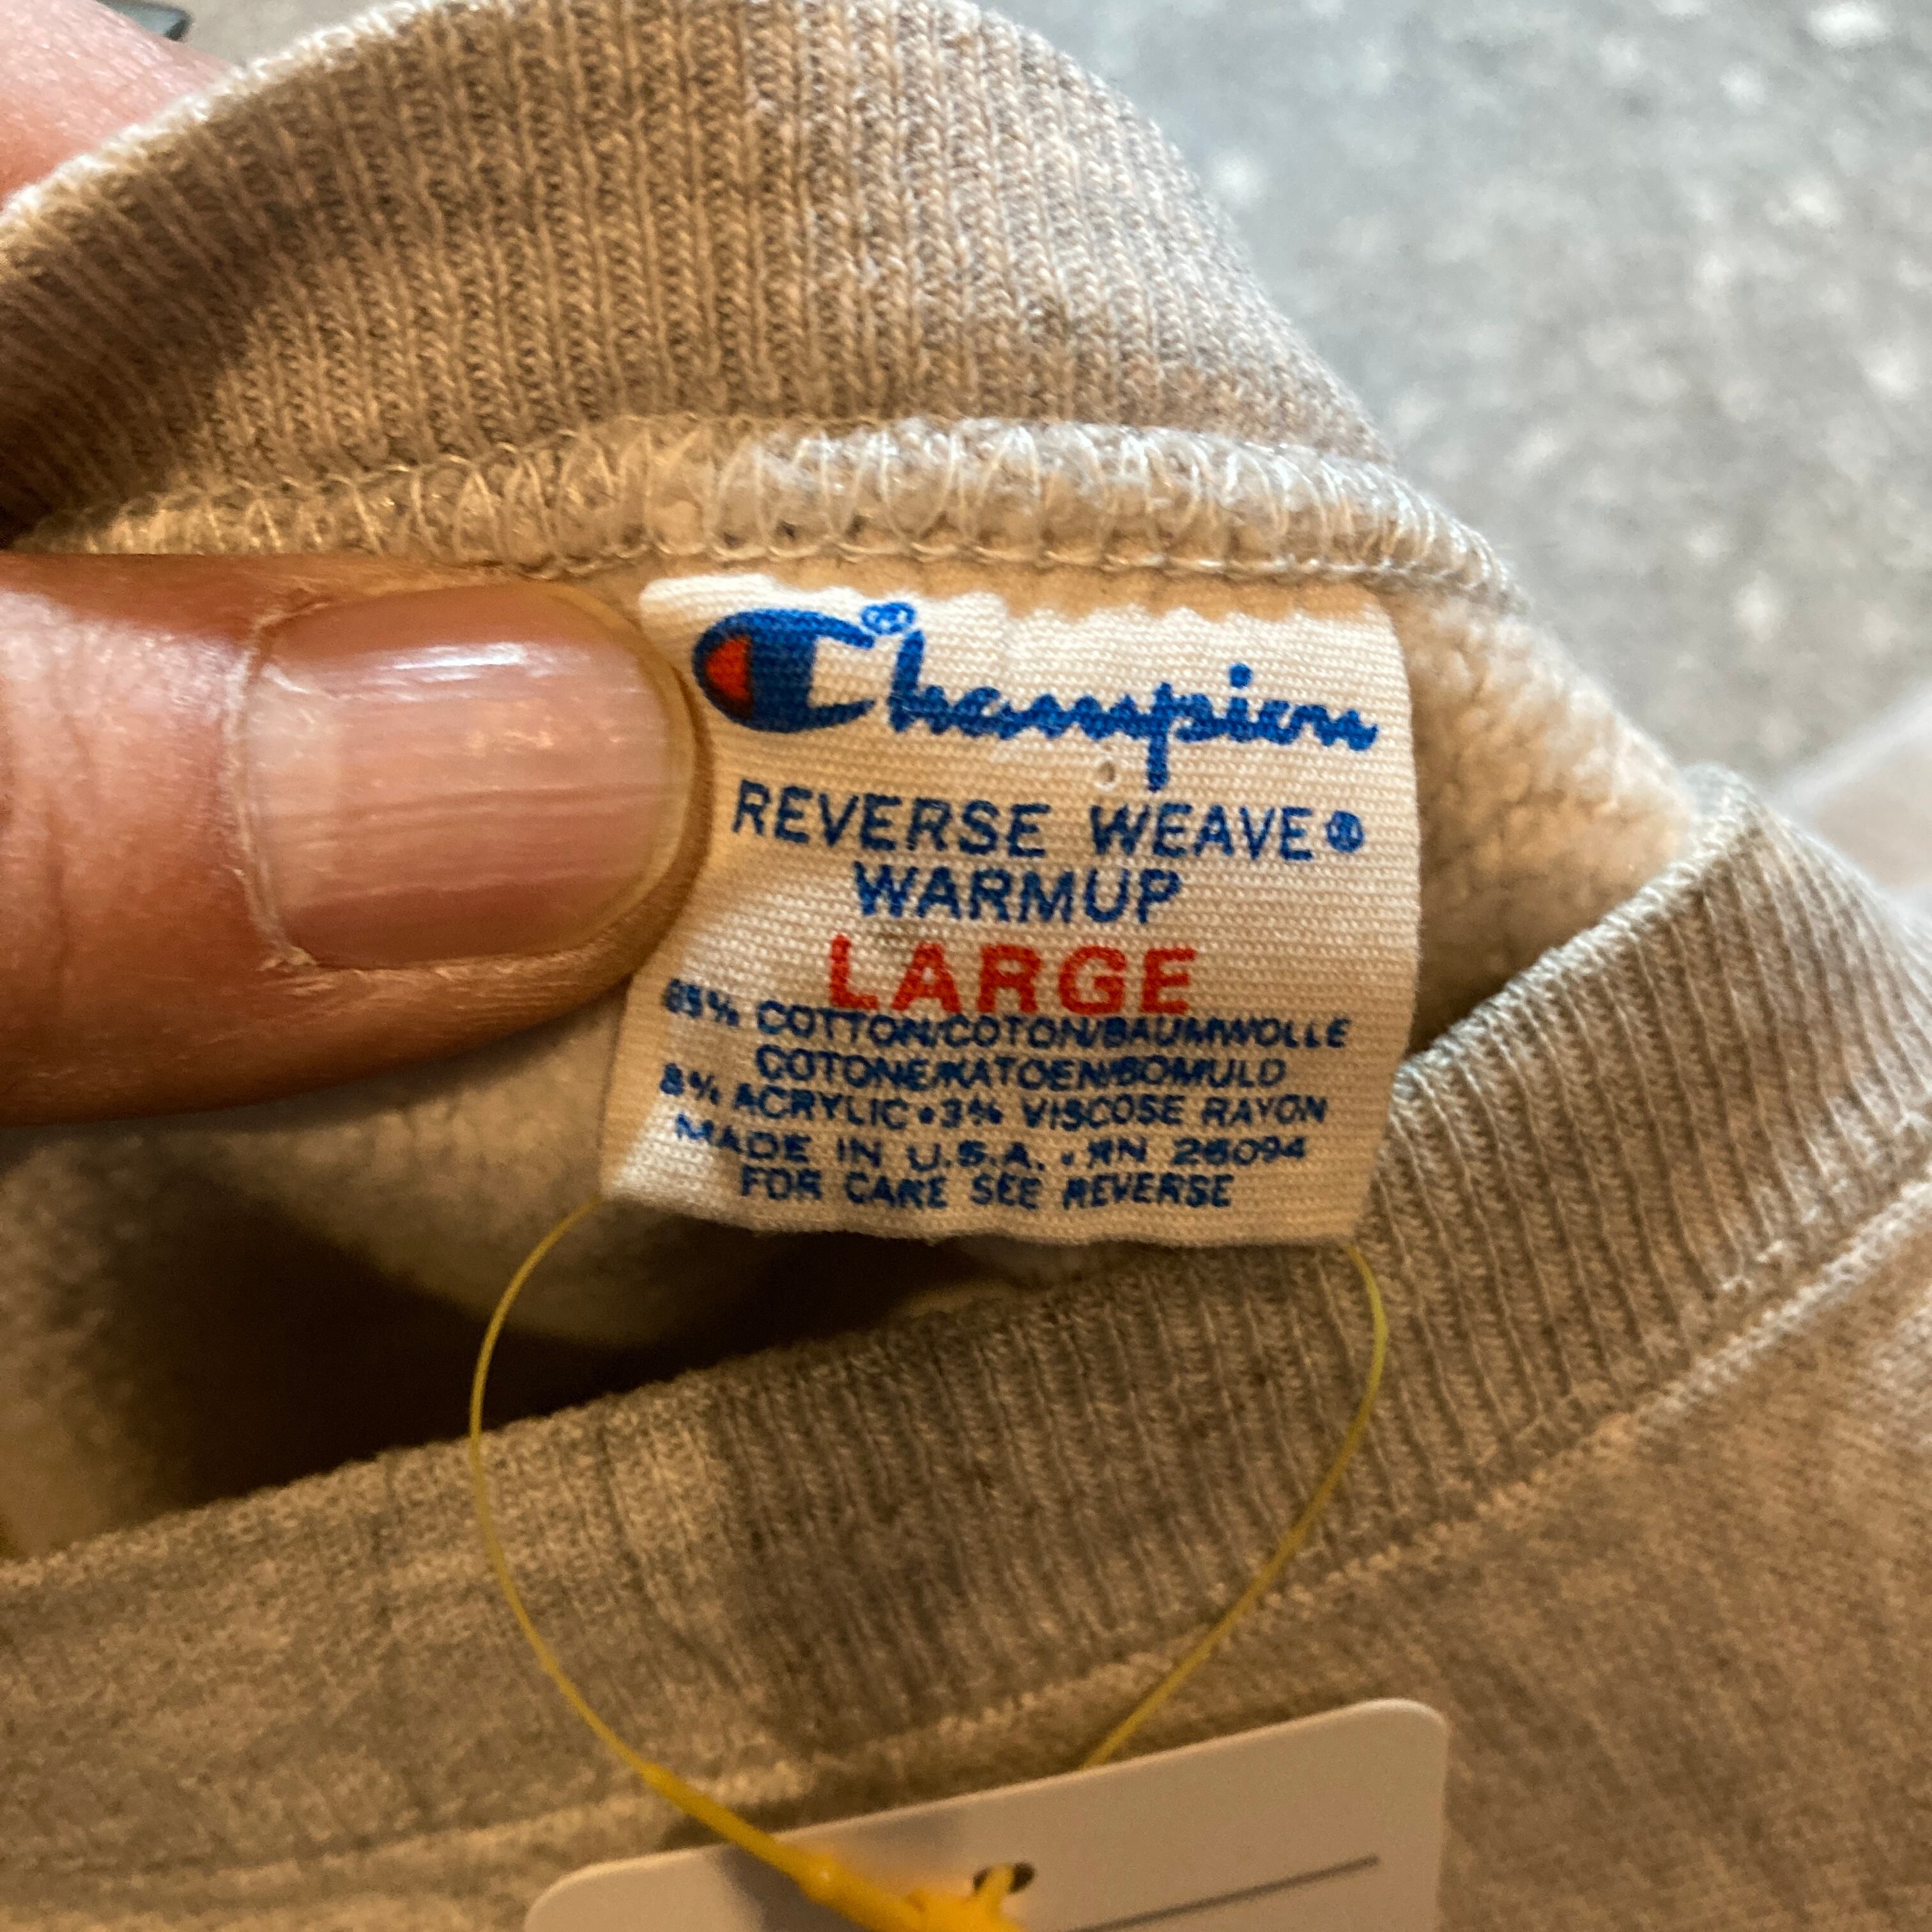 Champion®
REVERSE WEAVE®
WARMUP
LARGE
89% COTTON/COTON/BAUMWOLLE
COTONE/KATOEN/BOMULD
8% ACRYLIC•3% VISCOSE RAYON
MADE IN U.S.A. • RN 26094
FOR CARE SEE REVERSE